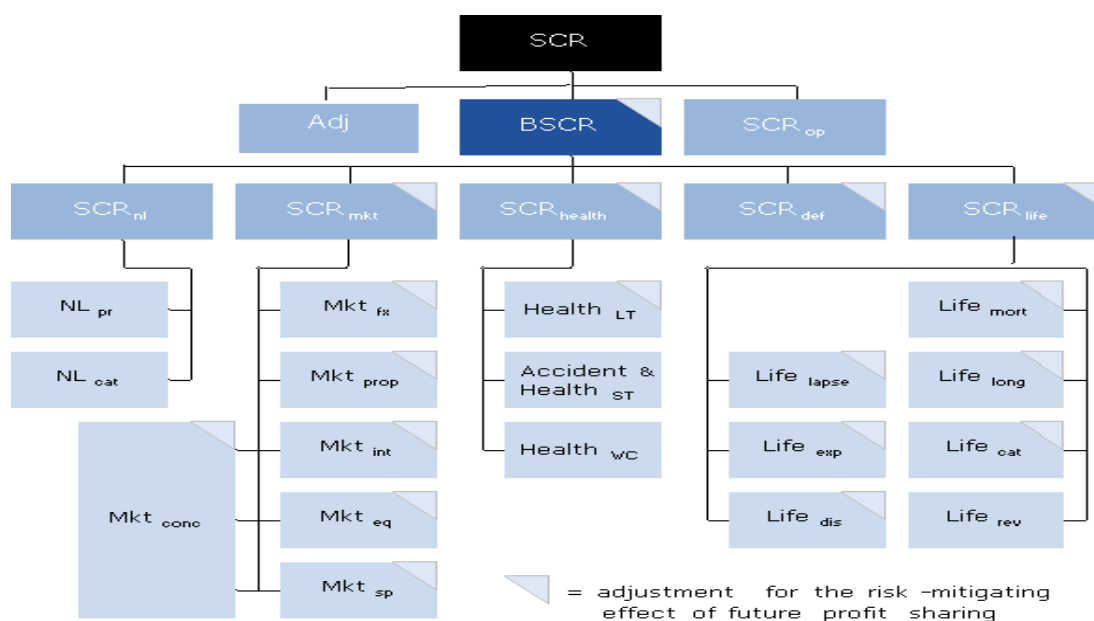 SCR
Adj
BSCR
SCR op
SCR nl
SCR mkt
SCR health
SCR def
SCR life
NL pr
Mkt fx
Health LT
Life mort
NL cat
Mkt prop
Accident &
Health ST
Life lapse
Life long
Mkt conc
Mkt int
Health WC
Life exp
Life cat
Mkt eq
Life dis
Life rev
Mkt sp
= adjustment for the risk -mitigating
effect of future profit sharing